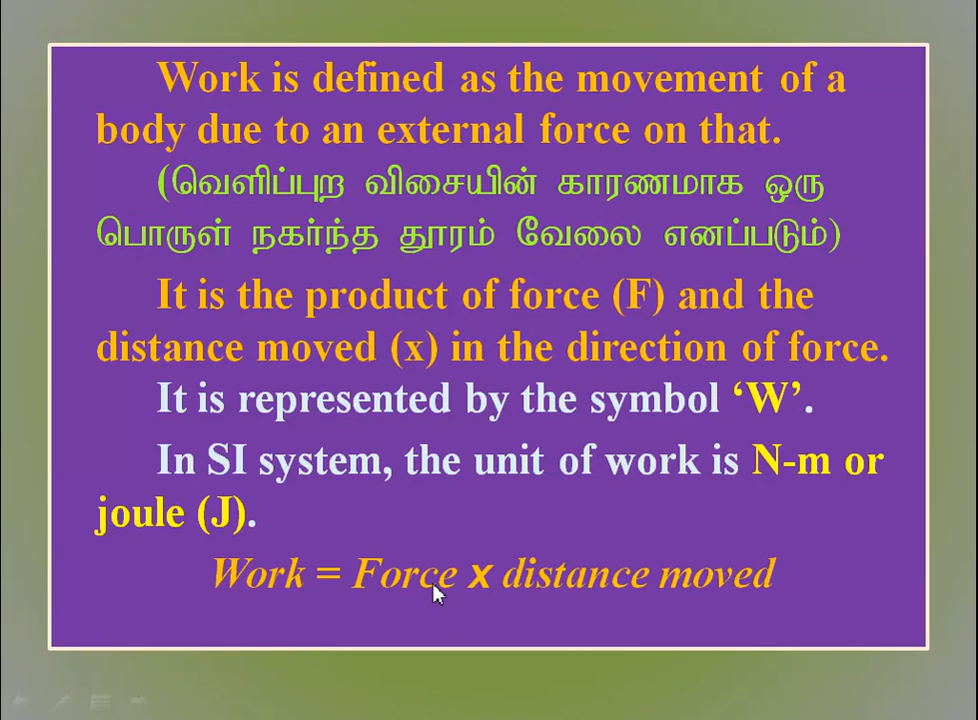 Work is defined as the movement of a
body due to an external force on that.
(வெளிப்புற விசையின் காரணமாக ஒரு
பொருள் நகர்ந்த தூரம் வேலை எனப்படும்)
It is the product of force (F) and the
distance moved (x) in the direction of force.
It is represented by the symbol ‘W’.
In SI system, the unit of work is N-m or
joule (J).
Work = Force x distance moved